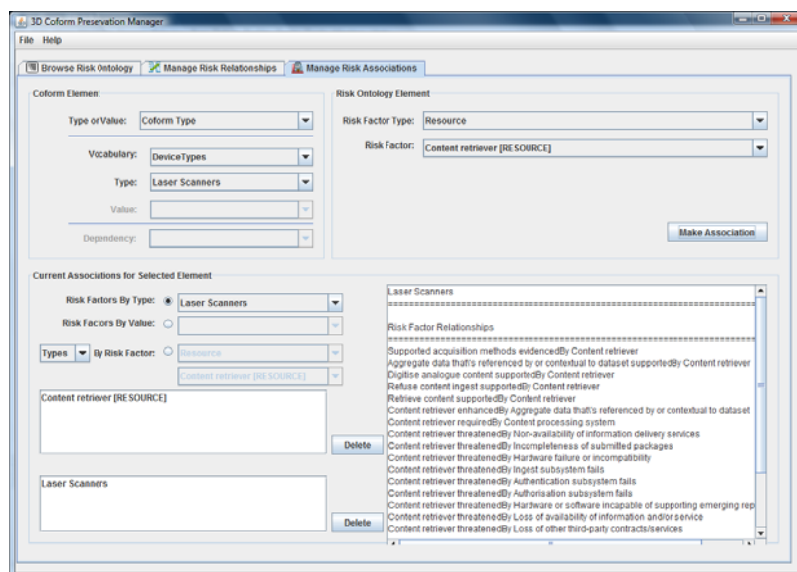 3D Coform Presevation Manager
File Help
Browse Risk Ontology Manage Risk Relationships Manage Risk Associations
Coform Element
Type orValue: Coform Type
Vocabulary: DeviceTypes
Type: Laser Scanners
Value:
Dependency:
Risk Ontology Element
Risk Factor Type: Resource
Risk Factor: Content retriever [RESOURCE]
Make Association
Current Associations for Selected Element
Risk Fartors By Type: Laser Scanners
Risk Facors By Value:
Types By Risk Factor: Resource
Content retriever [RESOURCE]
Content retriever [RESOURCE]
Delete
Laser Scanners
Delete
Laser Scanners
==================================================
Risk Factor Relationships
==================================================
Supported acquisition methods evidencedBy Content retriever
Aggregate data that's referenced by or contextual to dataset supportedBy Content retriever
Digitise analogue content supportedBy Content retriever
Refuse content ingest supportedBy Content retriever
Retrieve content supportedBy Content retriever
Content retriever enhancedBy Aggregate data that's referenced by or contextual to dataset
Content retriever requiredBy Content processing system
Content retriever threatenedBy Non-availability of information delivery services
Content retriever threatenedBy Incompleteness of submitted packages
Content retriever threatenedBy Hardware failure or incompatibility
Content retriever threatenedBy Ingest subsystem fails
Content retriever threatenedBy Authentication subsystem fails
Content retriever threatenedBy Authorisation subsystem fails
Content retriever threatenedBy Hardware or software incapable of supporting emerging rep
Content retriever threatenedBy Loss of availability of information and/or service
Content retriever threatenedBy Loss of other third-party contracts/services